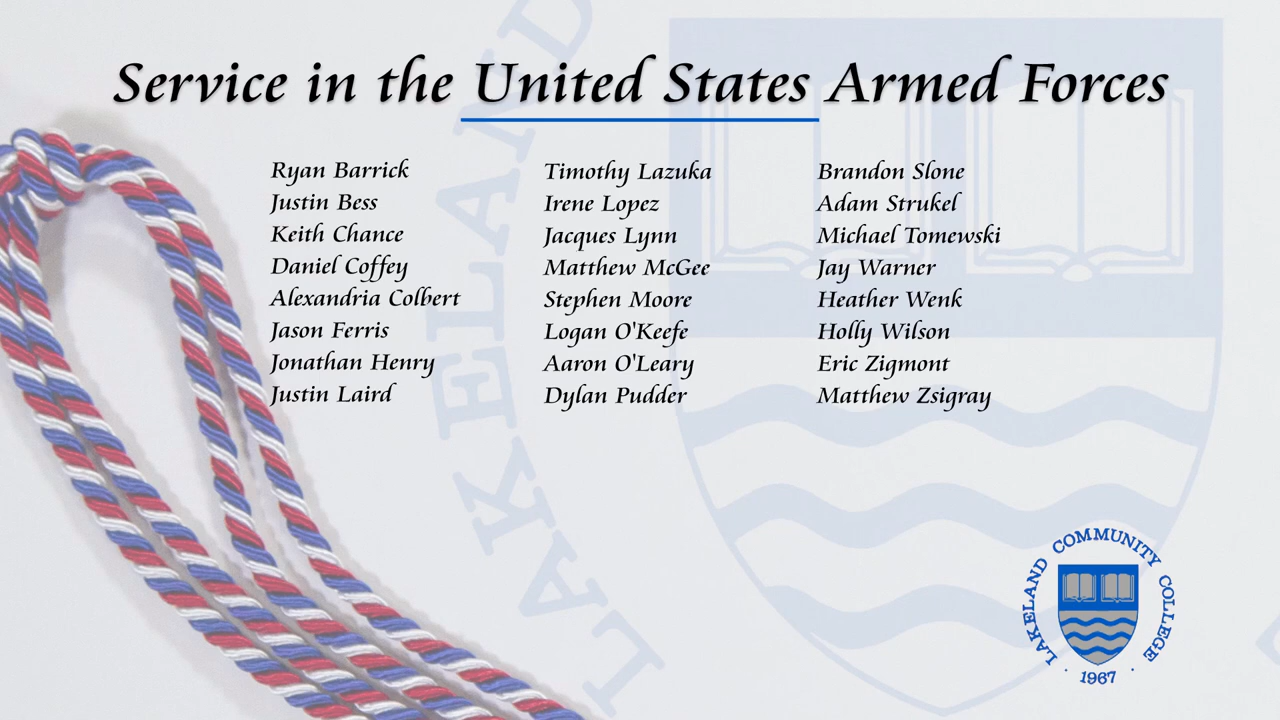 Service in the United States Armed Forces
Ryan Barrick
Justin Bess
Keith Chance
Daniel Coffey
Alexandria Colbert
Jason Ferris
Jonathan Henry
Justin Laird
Timothy Lazuka
Irene Lopez
Jacques Lynn
Matthew McGee
Stephen Moore
Logan O'Keefe
Aaron O'Leary
Dylan Pudder
Brandon Slone
Adam Strukel
Michael Tomewski
Jay Warner
Heather Wenk
Holly Wilson
Eric Zigmont
Matthew Zsigray
LAKELAND COMMUNITY COLLEGE
· 1967 ·
LAKELAND